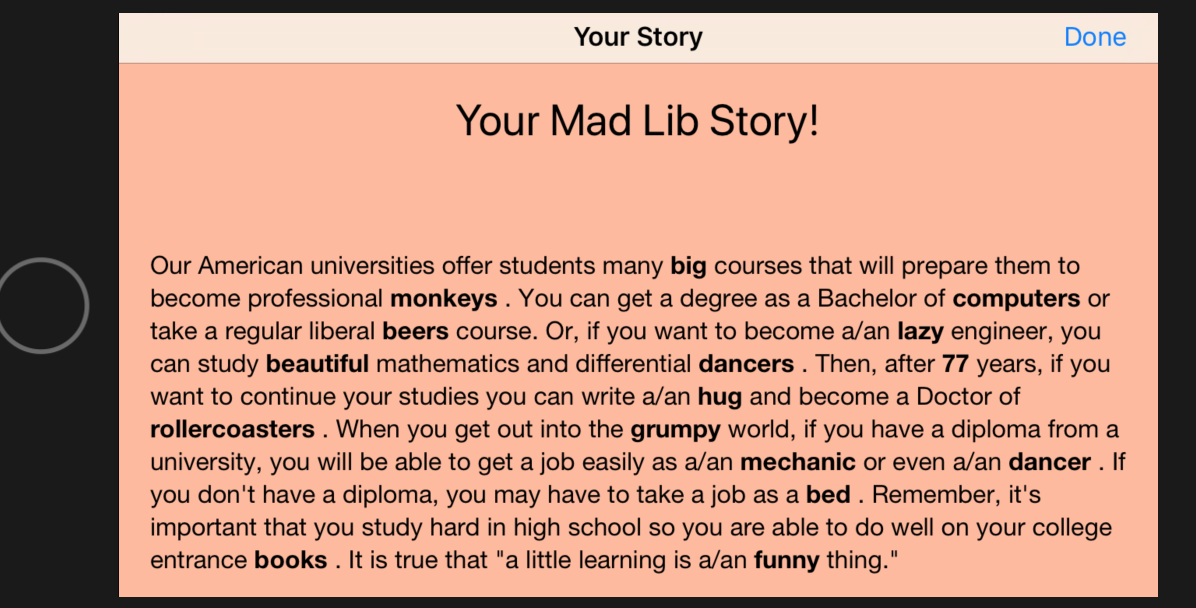 Your Story
Done
Your Mad Lib Story!
Our American universities offer students many big courses that will prepare them to
become professional monkeys . You can get a degree as a Bachelor of computers or
take a regular liberal beers course. Or, if you want to become a/an lazy engineer, you
can study beautiful mathematics and differential dancers . Then, after 77 years, if you
want to continue your studies you can write a/an hug and become a Doctor of
rollercoasters . When you get out into the grumpy world, if you have a diploma from a
university, you will be able to get a job easily as a/an mechanic or even a/an dancer . If
you don't have a diploma, you may have to take a job as a bed . Remember, it's
important that you study hard in high school so you are able to do well on your college
entrance books . It is true that "a little learning is a/an funny thing."